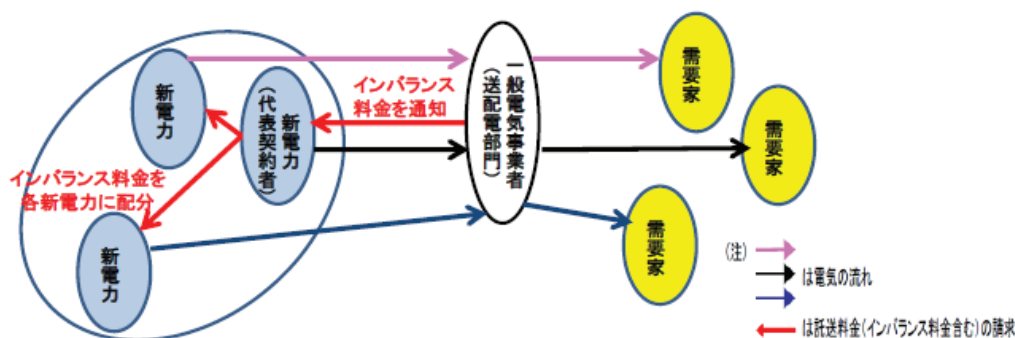 新電力
新電力
(代表契約者)
インバランス
料金を通知
一般電気事業者
(送配電部門)
需要家
需要家
インバランス料金を
各新電力に配分
新電力
需要家
(注)
は電気の流れ
は託送料金(インバランス料金含む)の請求